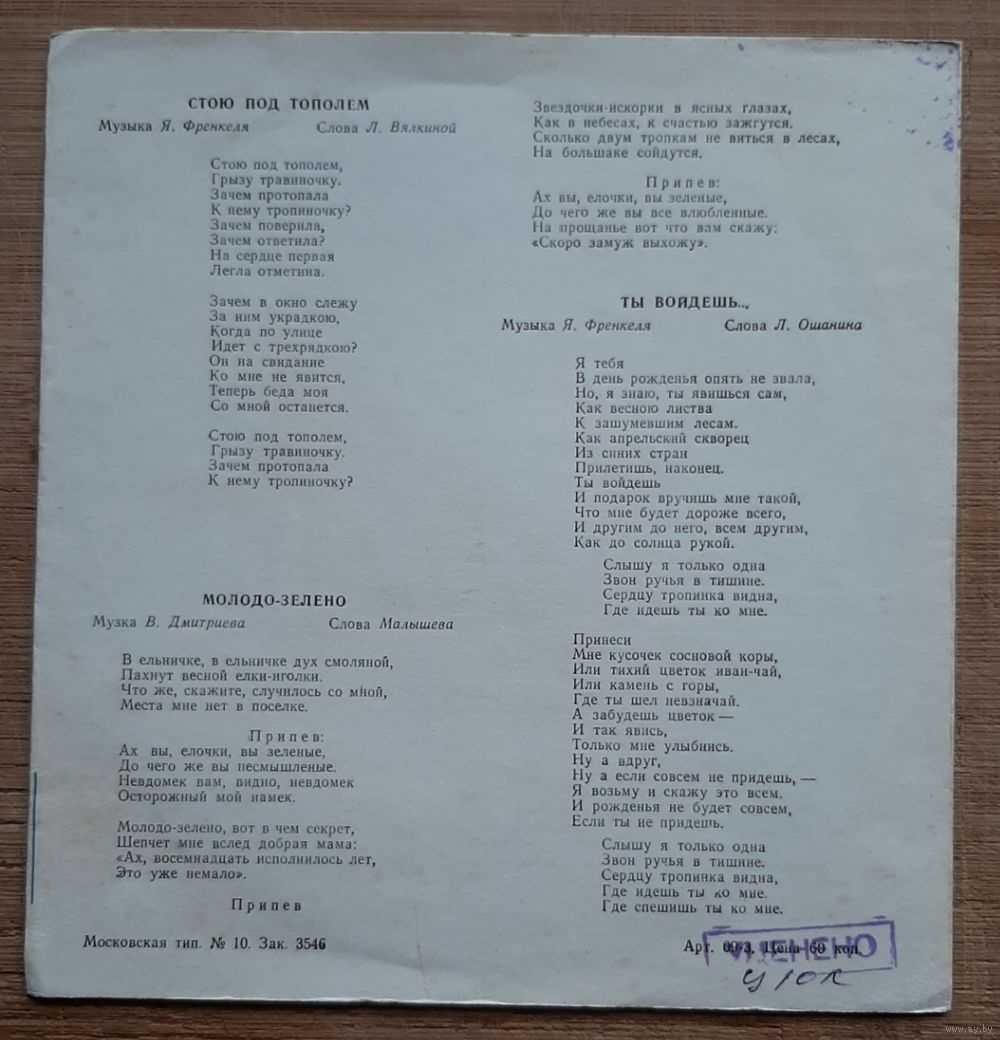 СТОЮ ПОД ТОПОЛЕМ
Музыка Я. Френкеля Слова Л. Вялкиной
Стою под тополем,
Грызу травиночку.
Зачем протопала
К нему тропиночку?
Зачем поверила,
Зачем ответила?
На сердце первая
Легла отметина.
Зачем в окно слежу
За ним украдкою,
Когда по улице
Идет с трехрядкою?
Он на свидание
Ко мне не явится,
Теперь беда моя
Со мной останется.
Стою под тополем,
Грызу травиночку.
Зачем протопала
К нему тропиночку?
МОЛОДО-ЗЕЛЕНО
Музка В. Дмитриева Слова Малышева
В ельничке, в ельничке дух смоляной,
Пахнут весной елки-иголки.
Что же, скажите, случилось со мной,
Места мне нет в поселке.
Припев:
Ах вы, елочки, вы зеленые,
До чего же вы несмышленые.
Невдомек вам, видно, невдомек
Осторожный мой намек.
Молодо-зелено, вот в чем секрет,
Шепчет мне вслед добрая мама:
«Ах, восемнадцать исполнилось лет,
Это уже немало».
Припев
Московская тип. № 10. Зак. 3546
Звездочки-искорки в ясных глазах,
Как в небесах, к счастью зажгутся.
Сколько двум тропкам не виться в лесах,
На большаке сойдутся.
Припев:
Ах вы, елочки, вы зеленые,
До чего же вы все влюбленные.
На прощанье вот что вам скажу:
«Скоро замуж выхожу».
ТЫ ВОЙДЕШЬ...
Музыка Я. Френкеля Слова Л. Ошанина
Я тебя
В день рожденья опять не звала,
Но, я знаю, ты явишься сам,
Как весною листва
К зашумевшим лесам.
Как апрельский скворец
Из синих стран
Прилетишь, наконец.
Ты войдешь
И подарок вручишь мне такой,
Что мне будет дороже всего,
И другим до него, всем другим,
Как до солнца рукой.
Слышу я только одна
Звон ручья в тишине.
Сердцу тропинка видна,
Где идешь ты ко мне.
Принеси
Мне кусочек сосновой коры,
Или тихий цветок иван-чай,
Или камень с горы,
Где ты шел невзначай.
А забудешь цветок —
И так явись,
Только мне улыбнись.
Ну а вдруг,
Ну а если совсем не придешь, —
Я возьму и скажу это всем.
И рожденья не будет совсем,
Если ты не придешь.
Слышу я только одна
Звон ручья в тишине.
Сердцу тропинка видна,
Где идешь ты ко мне.
Где спешишь ты ко мне.
Арт. 09-3. Цена 60 коп.
УЦЕНЕНО
Ц 10к
www.ay.by